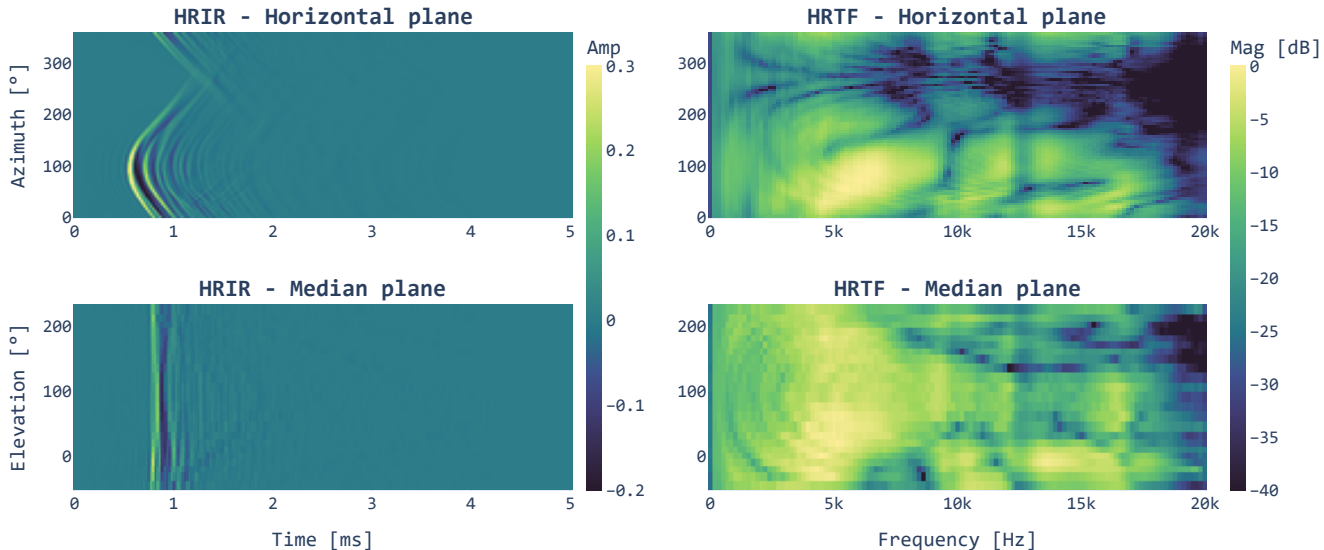 HRIR - Horizontal plane
HRTF - Horizontal plane
Amp
Mag [dB]
Azimuth [°]
300
200
100
0
0 1 2 3 4 5
0.3
0.2
0.1
0
−0.1
−0.2
300
200
100
0
0 5k 10k 15k 20k
0
−5
−10
−15
−20
−25
−30
−35
−40
HRIR - Median plane
HRTF - Median plane
Elevation [°]
200
100
0
0 1 2 3 4 5
Time [ms]
200
100
0
0 5k 10k 15k 20k
Frequency [Hz]